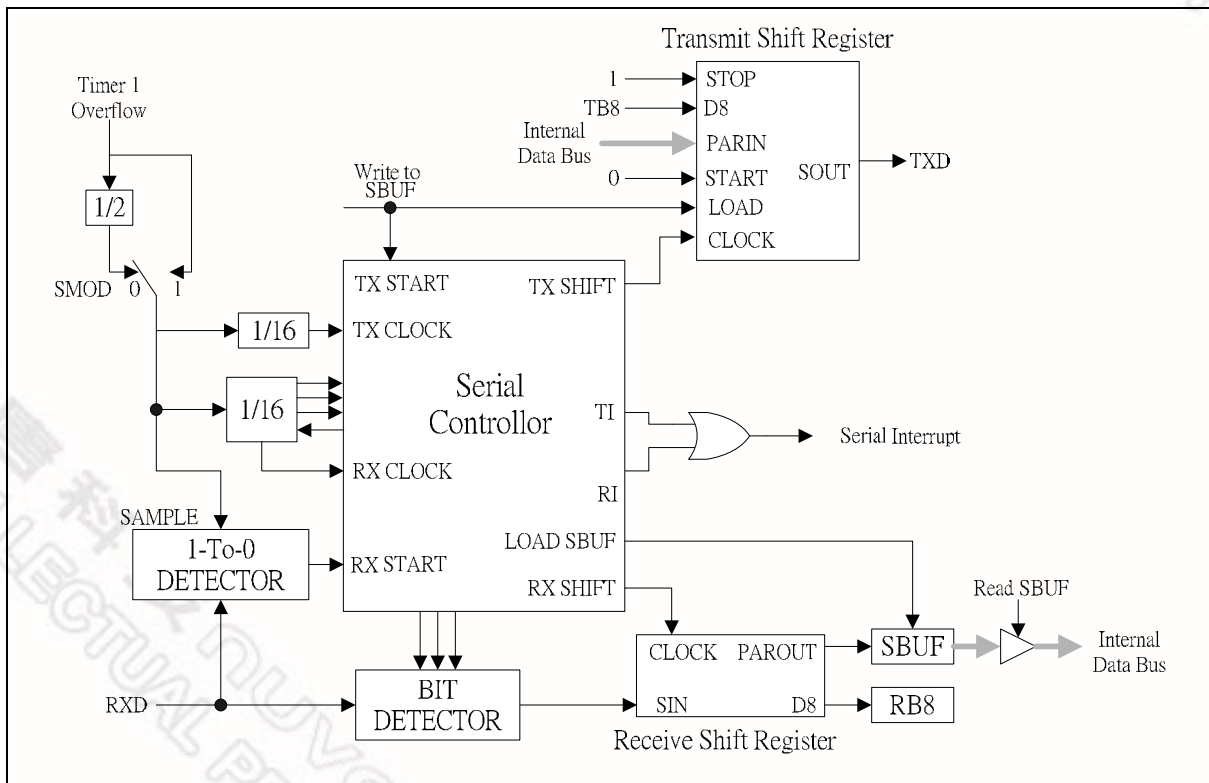 Transmit Shift Register
Timer 1
Overflow
1
STOP
TB8
D8
Internal
Data Bus
PARIN
SOUT
TXD
0
START
LOAD
CLOCK
Write to
SBUF
1/2
SMOD
0
1
TX START
TX SHIFT
1/16
TX CLOCK
Serial
Controllor
1/16
TI
Serial Interrupt
RX CLOCK
RI
SAMPLE
1-To-0
DETECTOR
RX START
LOAD SBUF
RX SHIFT
Read SBUF
CLOCK
PAROUT
SBUF
Internal
Data Bus
RXD
BIT
DETECTOR
SIN
D8
RB8
Receive Shift Register